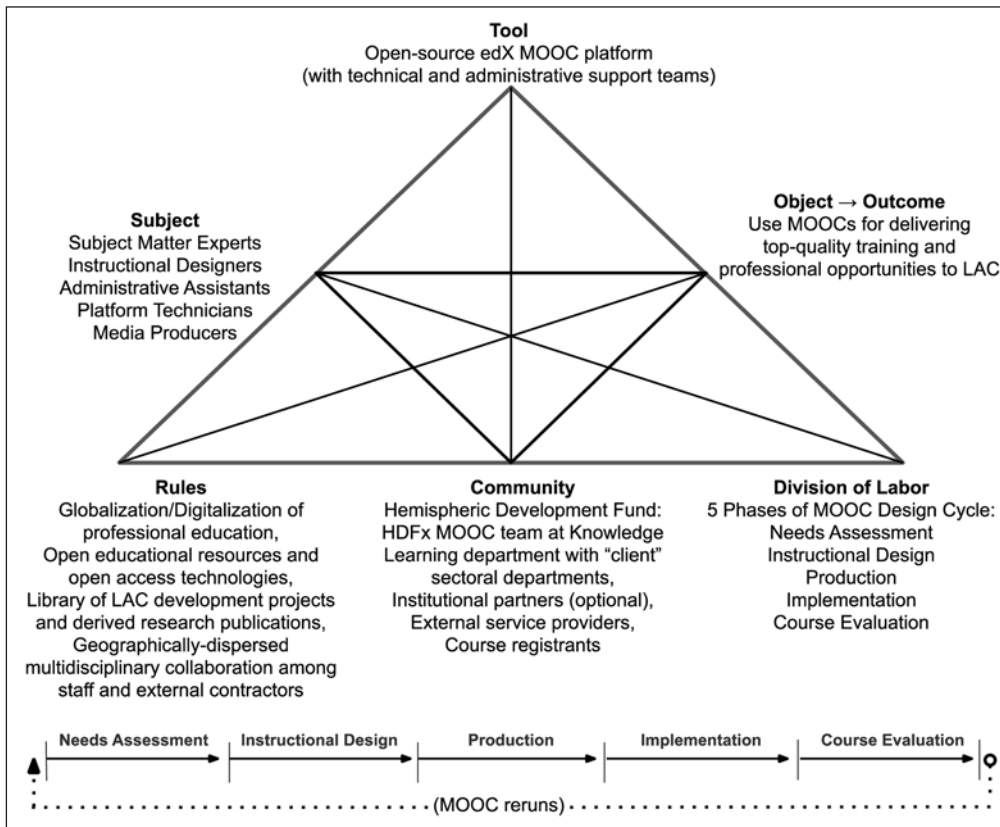 Tool
Open-source edX MOOC platform
(with technical and administrative support teams)
Subject
Subject Matter Experts
Instructional Designers
Administrative Assistants
Platform Technicians
Media Producers
Object → Outcome
Use MOOCs for delivering
top-quality training and
professional opportunities to LAC
Rules
Globalization/Digitalization of
professional education,
Open educational resources and
open access technologies,
Library of LAC development projects
and derived research publications,
Geographically-dispersed
multidisciplinary collaboration among
staff and external contractors
Community
Hemispheric Development Fund:
HDFx MOOC team at Knowledge
Learning department with “client”
sectoral departments,
Institutional partners (optional),
External service providers,
Course registrants
Division of Labor
5 Phases of MOOC Design Cycle:
Needs Assessment
Instructional Design
Production
Implementation
Course Evaluation
Needs Assessment
Instructional Design
Production
Implementation
Course Evaluation
(MOOC reruns)